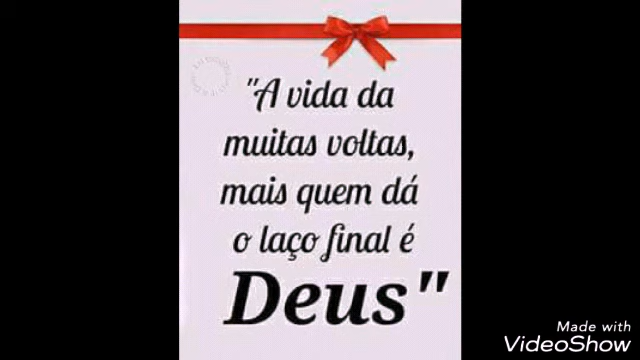 "A vida da
muitas voltas,
mais quem dá
o laço final é
Deus"
Made with
VideoShow